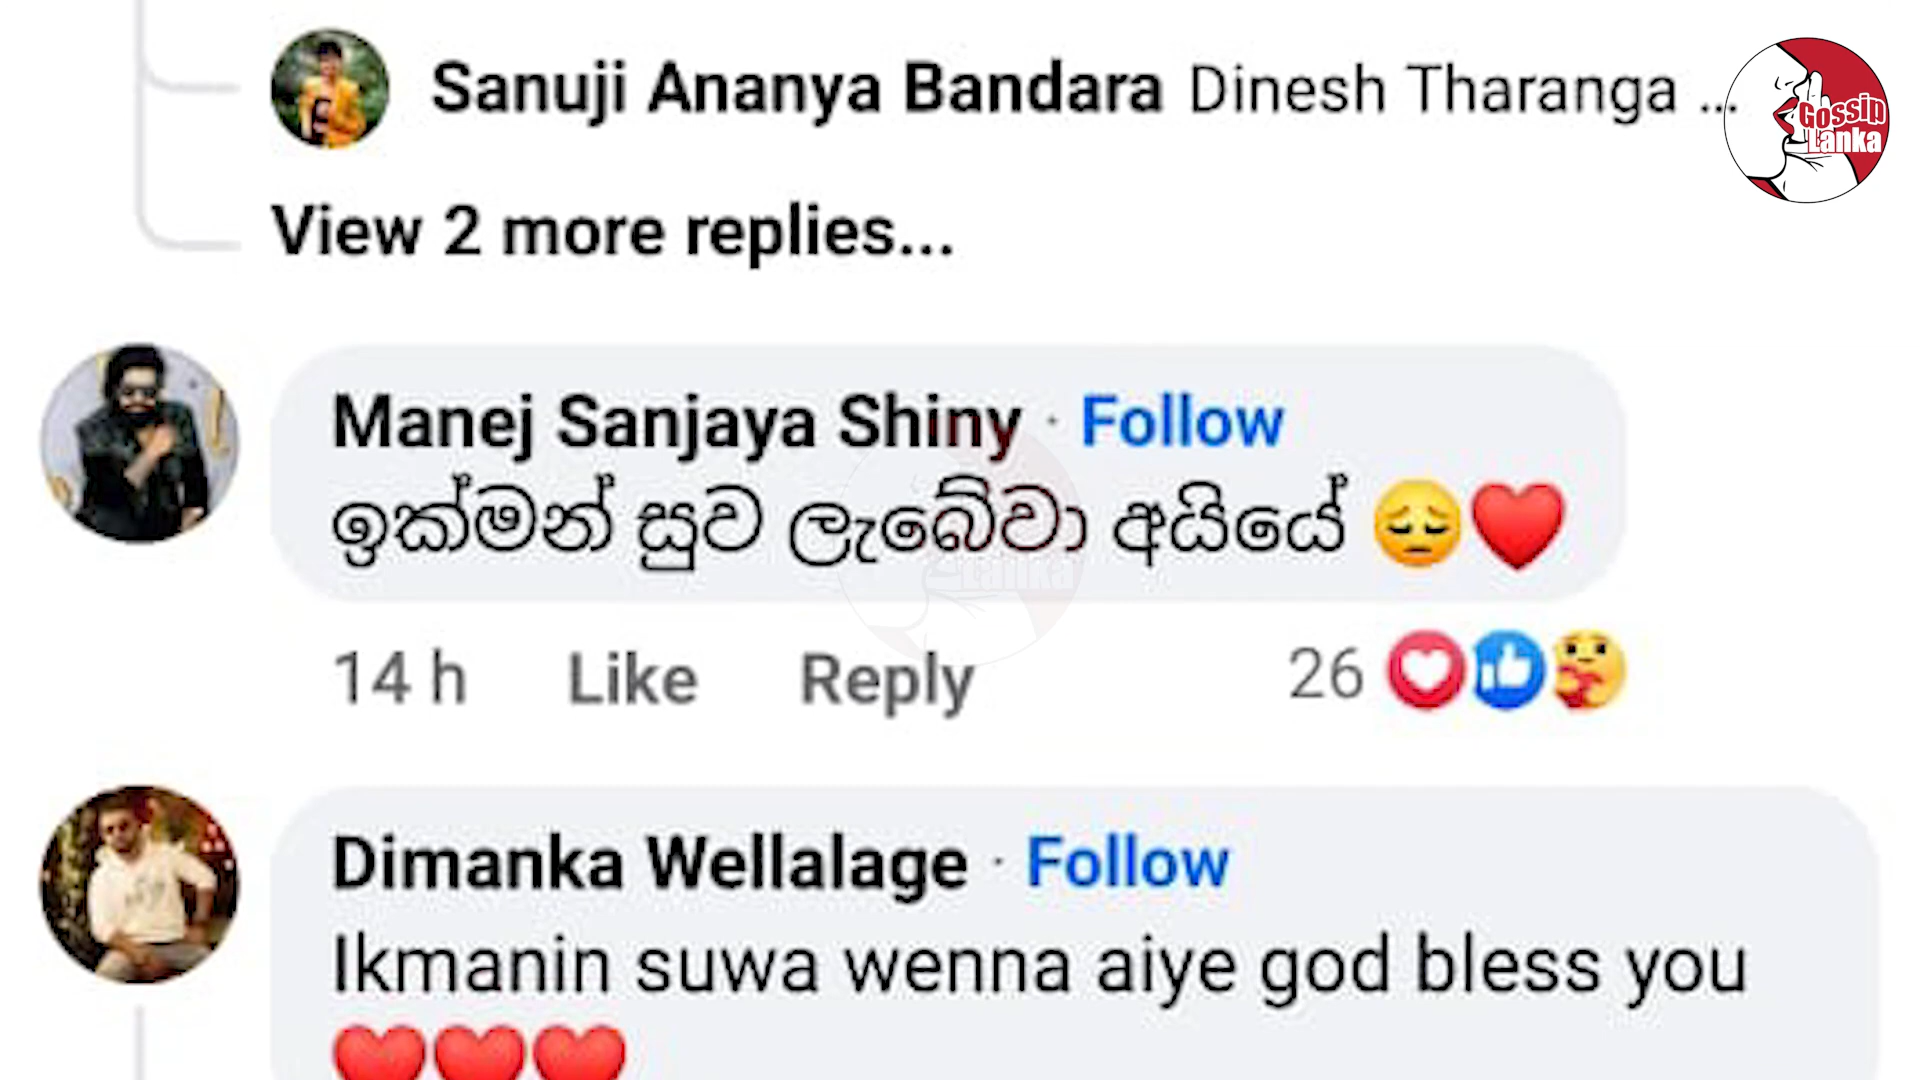 Sanuji Ananya Bandara Dinesh Tharanga ...
Gossip
Lanka
View 2 more replies...
Manej Sanjaya Shiny · Follow
ඉක්මන් සුව ලැබේවා අයියේ 😔❤️
14 h Like Reply 26
Dimanka Wellalage · Follow
Ikmanin suwa wenna aiye god bless you
❤️❤️❤️